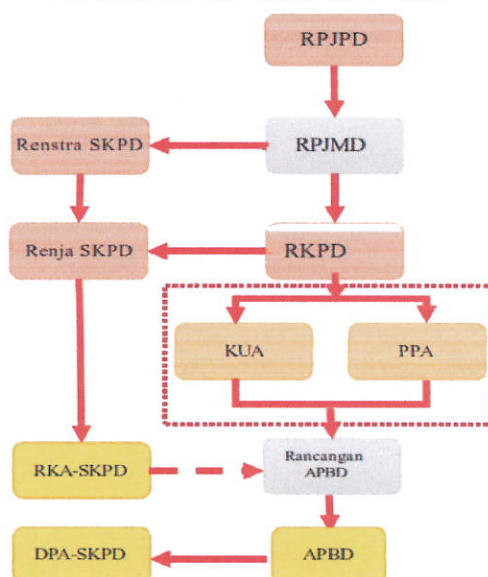 RPJPD
Renstra SKPD
RPJMD
Renja SKPD
RKPD
KUA
PPA
RKA-SKPD
Rancangan
APBD
DPA-SKPD
APBD